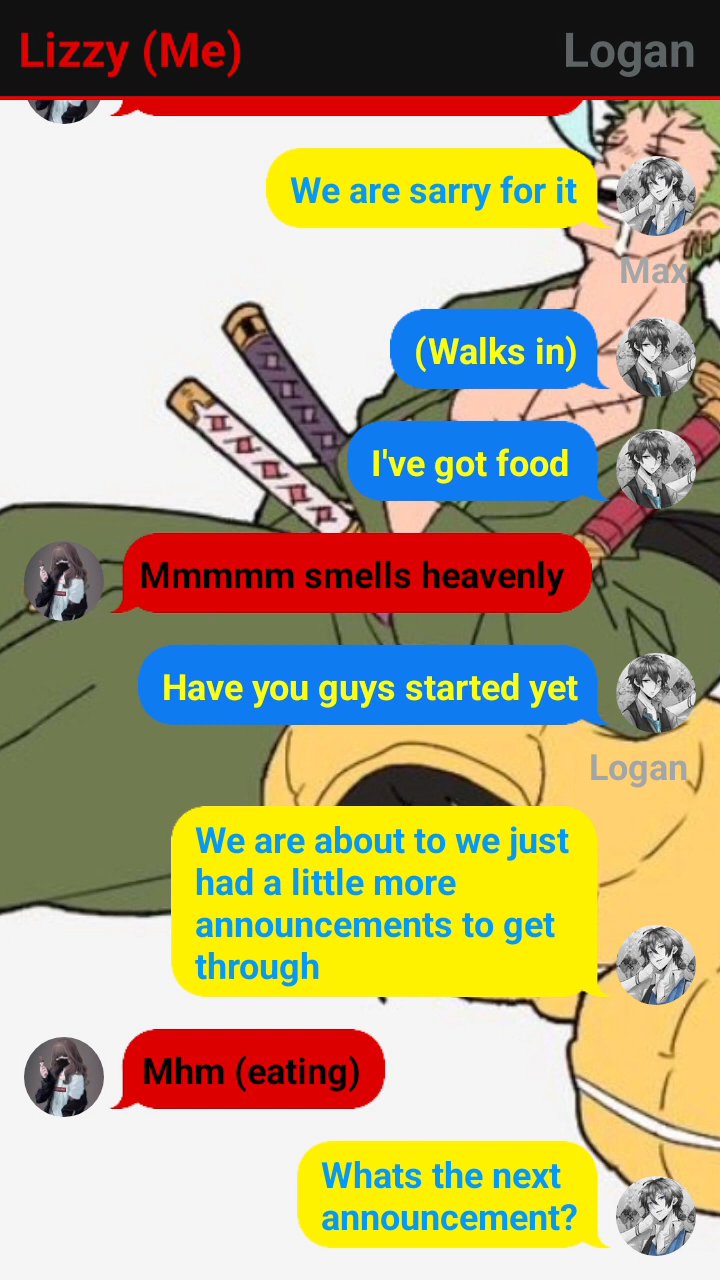 Lizzy (Me)
Logan
We are sarry for it
Max
(Walks in)
I've got food
Mmmmm smells heavenly
Have you guys started yet
Logan
We are about to we just
had a little more
announcements to get
through
Mhm (eating)
Whats the next
announcement?